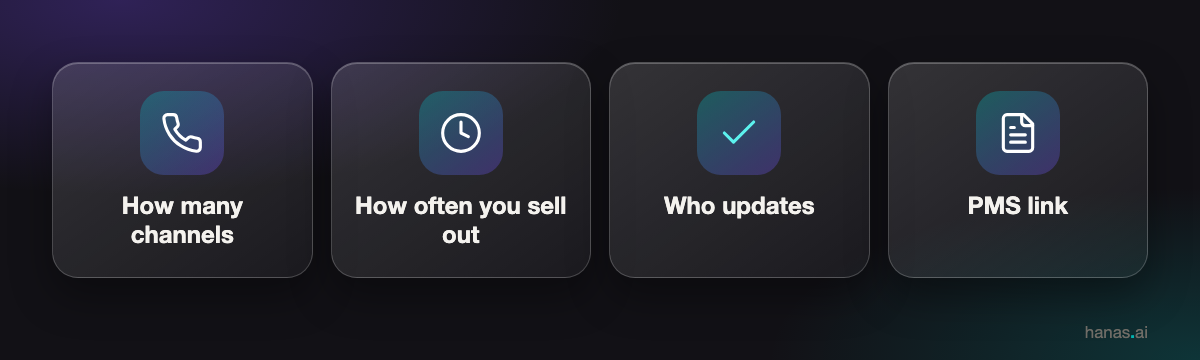 How many
channels
How often you sell
out
Who updates
PMS link
hanas.ai